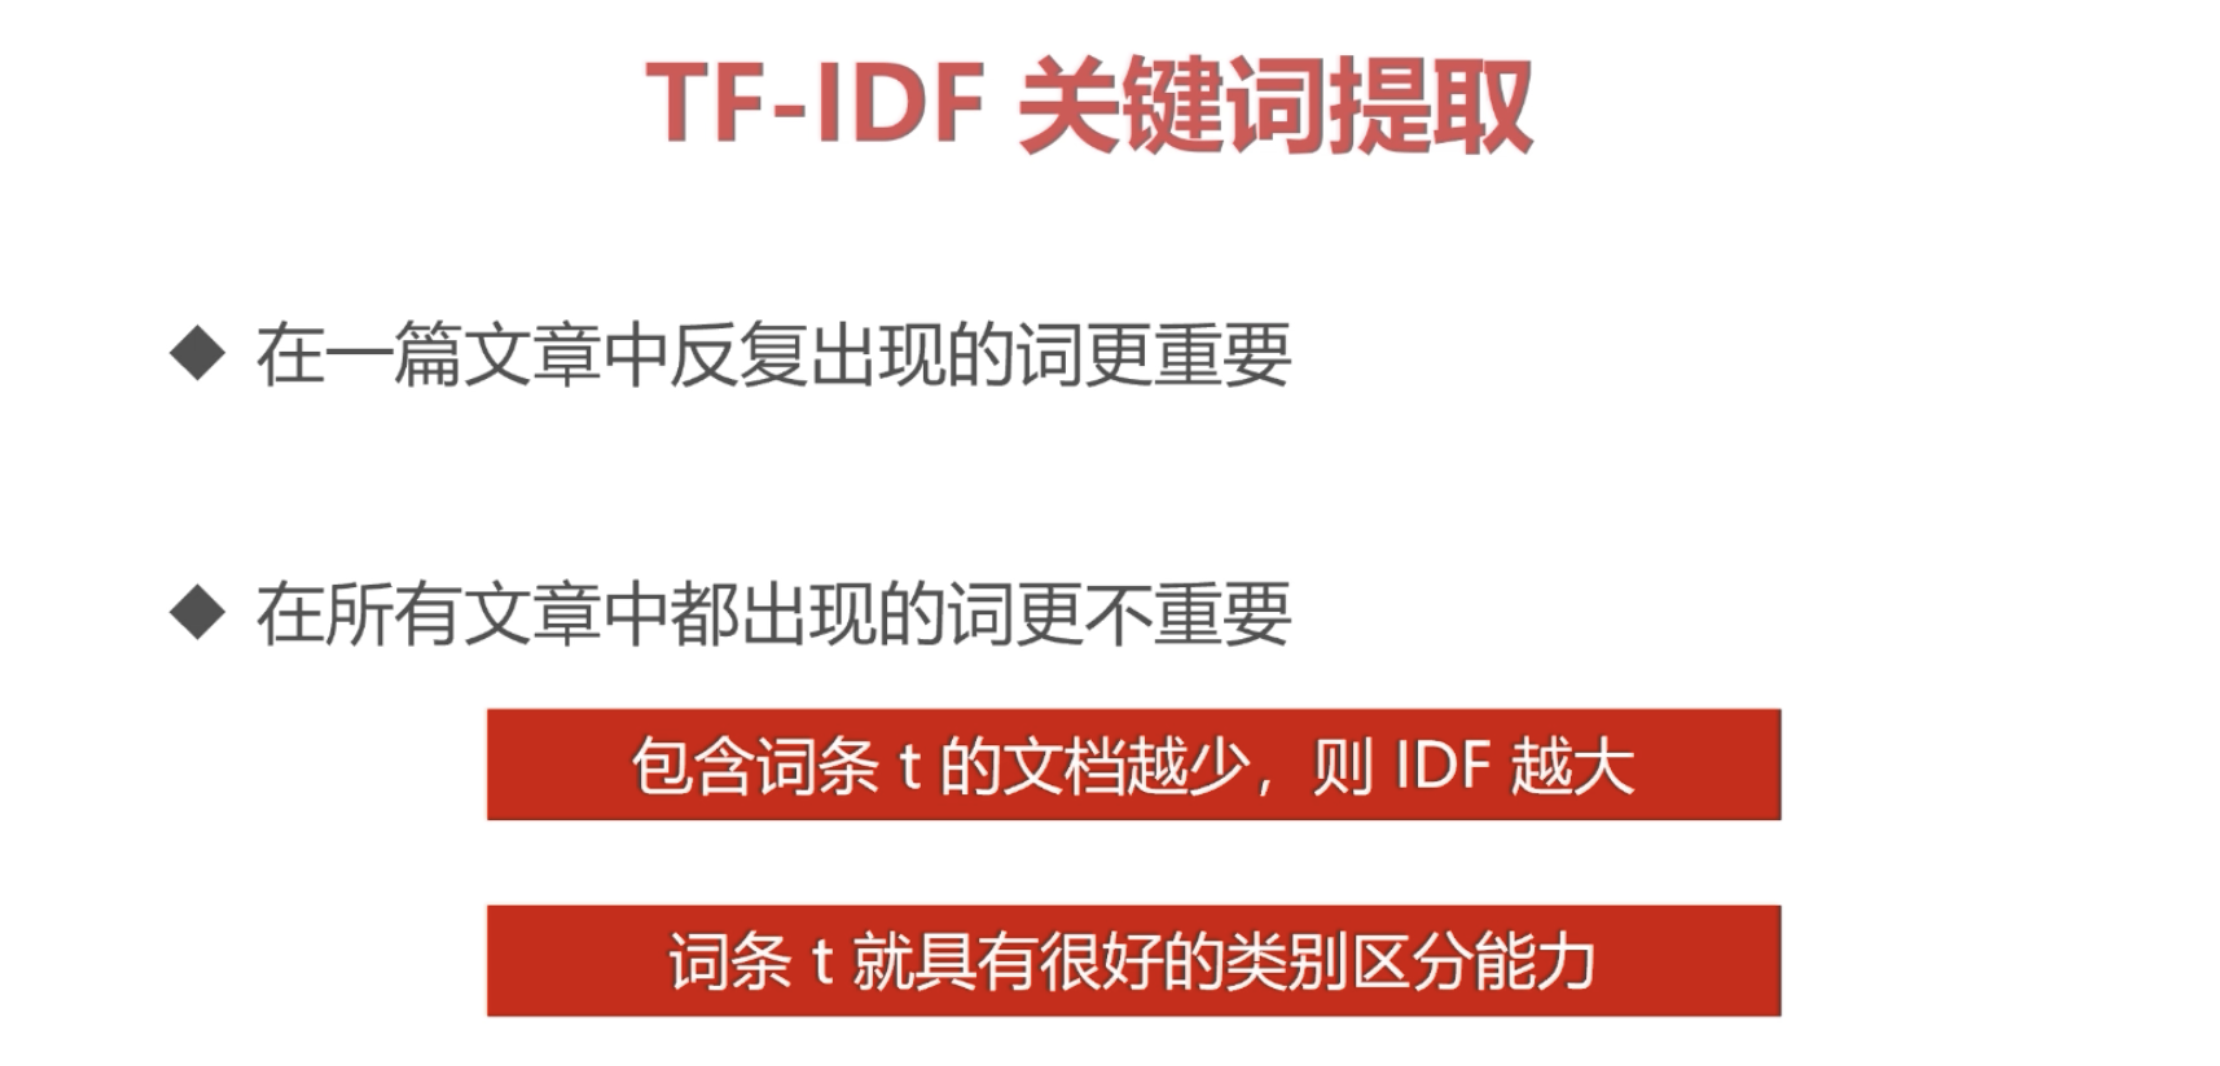 TF-IDF 关键词提取
◆ 在一篇文章中反复出现的词更重要
◆ 在所有文章中都出现的词更不重要
包含词条 t 的文档越少，则 IDF 越大
词条 t 就具有很好的类别区分能力